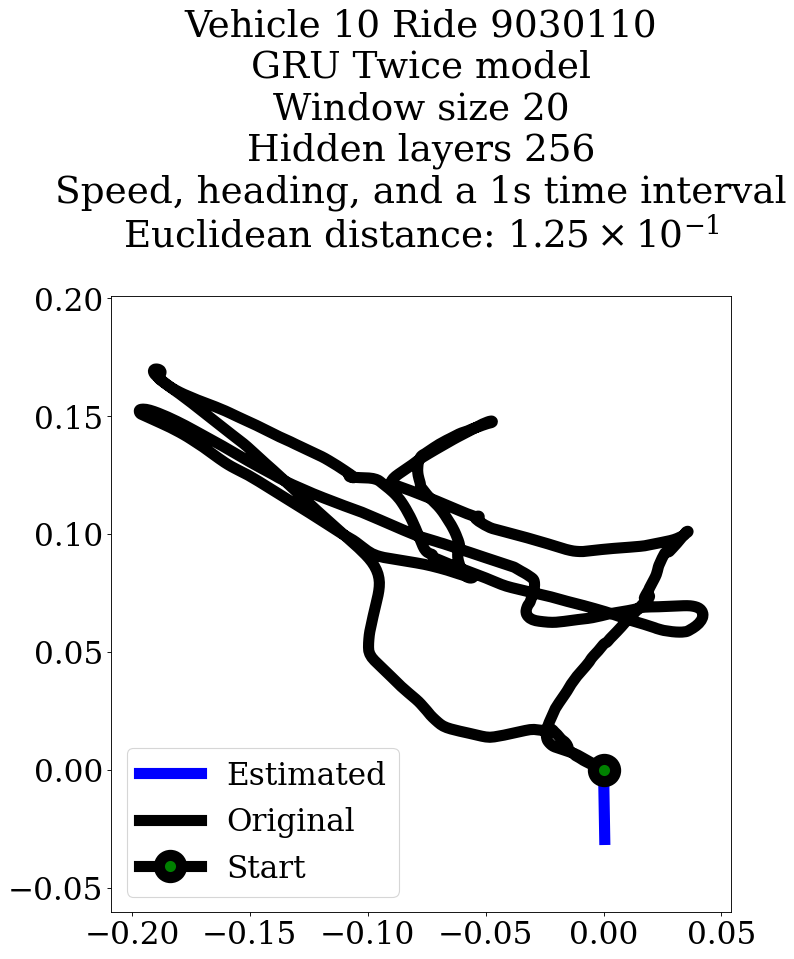 Vehicle 10 Ride 9030110
GRU Twice model
Window size 20
Hidden layers 256
Speed, heading, and a 1s time interval
Euclidean distance: 1.25 × 10⁻¹
0.20
0.15
0.10
0.05
0.00
−0.05
Estimated
Original
Start
−0.20 −0.15 −0.10 −0.05 0.00 0.05